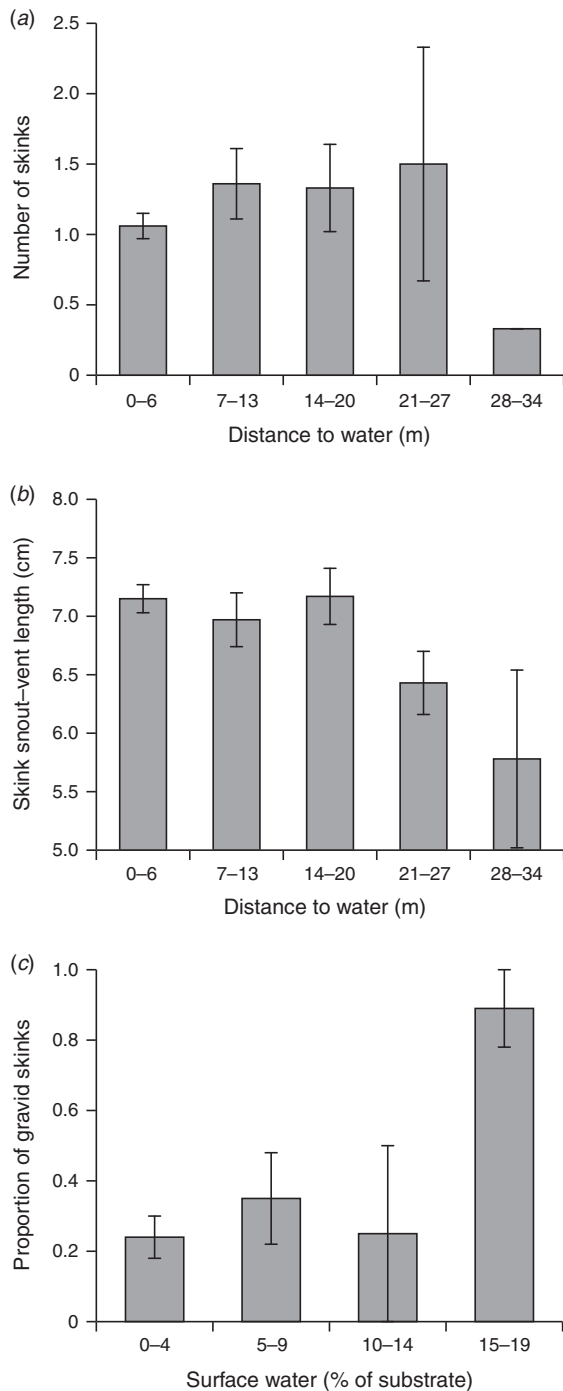 (a)
2.5
2.0
1.5
1.0
0.5
0
Number of skinks
0–6 7–13 14–20 21–27 28–34
Distance to water (m)
(b)
8.0
7.5
7.0
6.5
6.0
5.5
5.0
Skink snout–vent length (cm)
0–6 7–13 14–20 21–27 28–34
Distance to water (m)
(c)
1.0
0.8
0.6
0.4
0.2
0
Proportion of gravid skinks
0–4 5–9 10–14 15–19
Surface water (% of substrate)